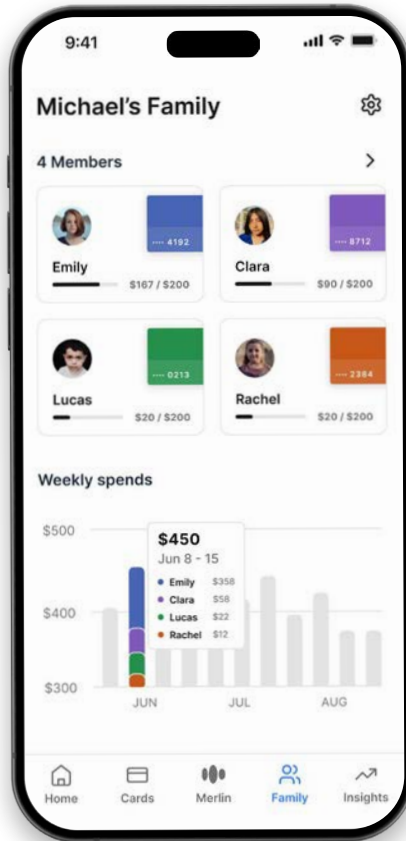 9:41
Michael's Family
4 Members
.... 4192
Emily
$167 / $200
.... 8712
Clara
$90 / $200
.... 0213
Lucas
$20 / $200
.... 2384
Rachel
$20 / $200
Weekly spends
$500
$400
$300
$450
Jun 8 - 15
Emily $358
Clara $58
Lucas $22
Rachel $12
JUN JUL AUG
Home Cards Merlin Family Insights